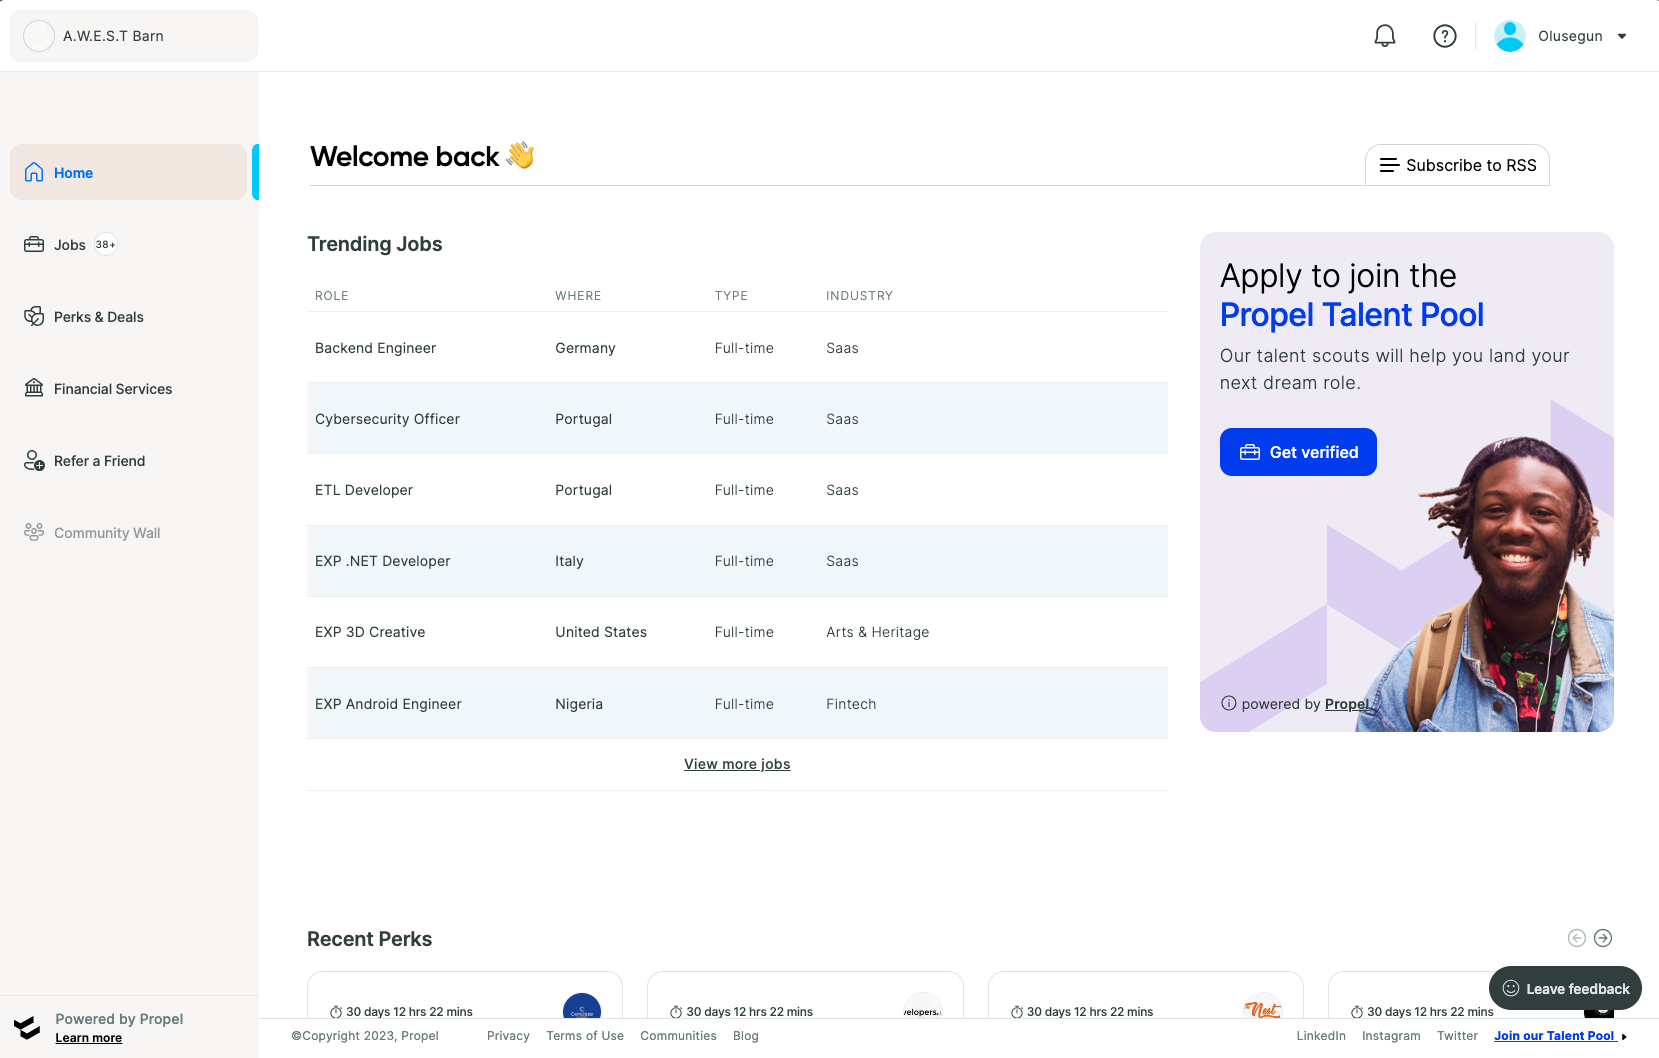 A.W.E.S.T Barn
Olusegun
Home
Jobs 38+
Perks & Deals
Financial Services
Refer a Friend
Community Wall
Powered by Propel
Learn more
Welcome back 👋
Subscribe to RSS
Trending Jobs
ROLE WHERE TYPE INDUSTRY
Backend Engineer Germany Full-time Saas
Cybersecurity Officer Portugal Full-time Saas
ETL Developer Portugal Full-time Saas
EXP .NET Developer Italy Full-time Saas
EXP 3D Creative United States Full-time Arts & Heritage
EXP Android Engineer Nigeria Full-time Fintech
View more jobs
Apply to join the
Propel Talent Pool
Our talent scouts will help you land your
next dream role.
Get verified
powered by Propel
Recent Perks
30 days 12 hrs 22 mins
30 days 12 hrs 22 mins velopers.
30 days 12 hrs 22 mins Nest
30 days 12 hrs 22 mins
Leave feedback
©Copyright 2023, Propel Privacy Terms of Use Communities Blog LinkedIn Instagram Twitter Join our Talent Pool